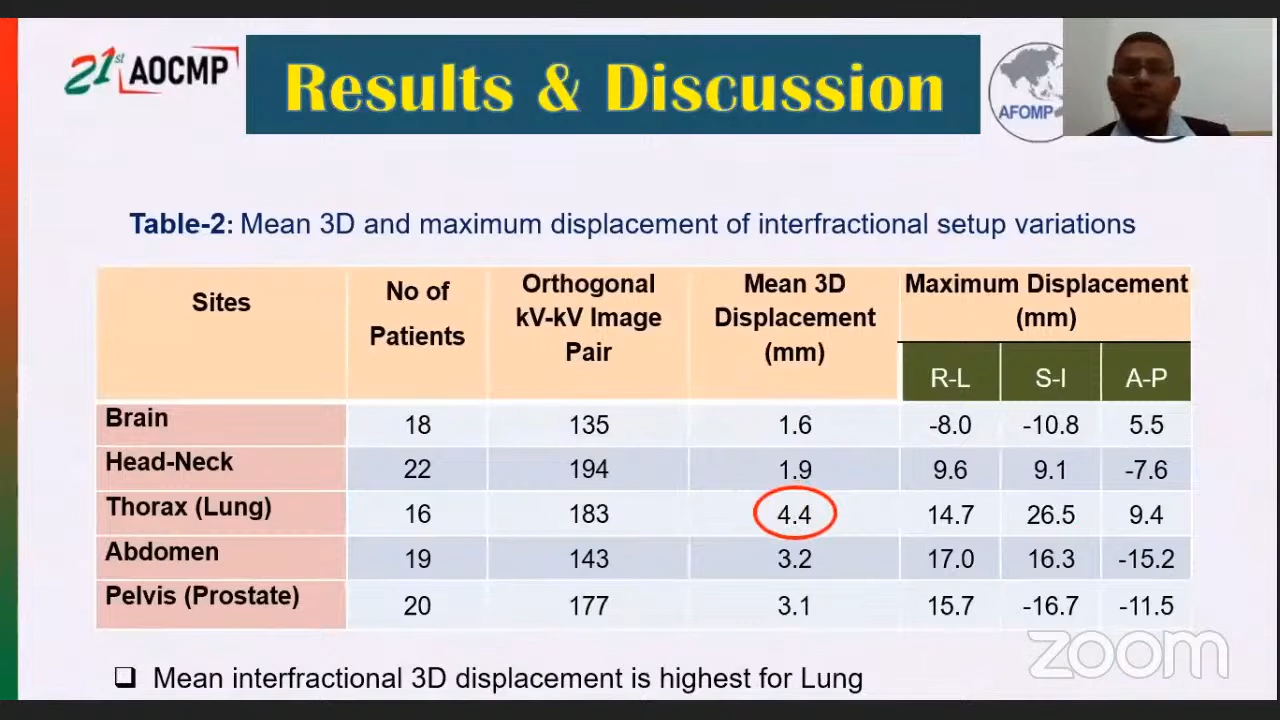 21st AOCMP
Results & Discussion
AFOMP
Table-2: Mean 3D and maximum displacement of interfractional setup variations
Sites
No of
Patients
Orthogonal
kV-kV Image
Pair
Mean 3D
Displacement
(mm)
Maximum Displacement
(mm)
R-L S-I A-P
Brain 18 135 1.6 -8.0 -10.8 5.5
Head-Neck 22 194 1.9 9.6 9.1 -7.6
Thorax (Lung) 16 183 4.4 14.7 26.5 9.4
Abdomen 19 143 3.2 17.0 16.3 -15.2
Pelvis (Prostate) 20 177 3.1 15.7 -16.7 -11.5
zoom
❑ Mean interfractional 3D displacement is highest for Lung